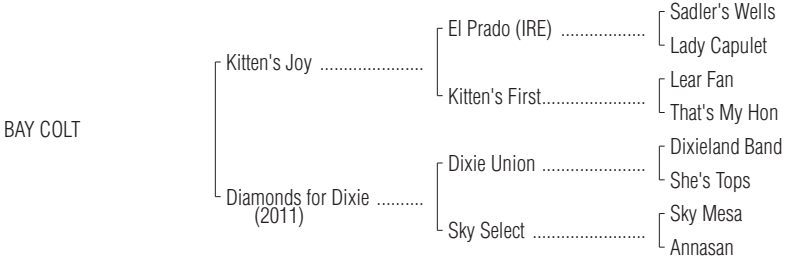 Sadler's Wells
El Prado (IRE) ..................
Lady Capulet
Kitten's Joy ......................
Lear Fan
Kitten's First......................
That's My Hon
BAY COLT
Dixieland Band
Dixie Union ......................
She's Tops
Diamonds for Dixie ..........
(2011)
Sky Mesa
Sky Select ........................
Annasan